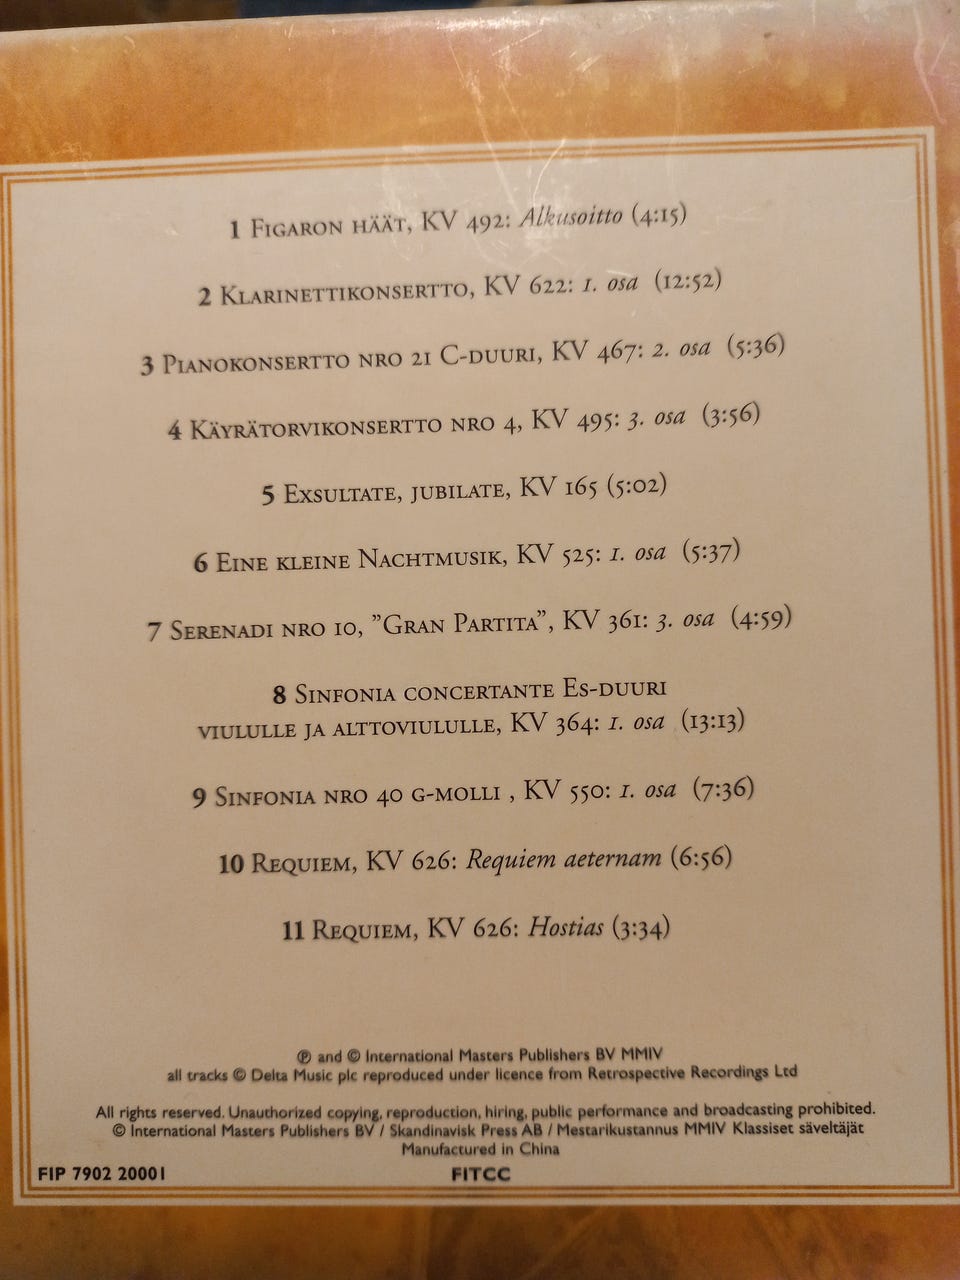 1 Figaron häät, KV 492: Alkusoitto (4:15)
2 Klarinettikonsertto, KV 622: 1. osa (12:52)
3 Pianokonsertto nro 21 C-duuri, KV 467: 2. osa (5:36)
4 Käyrätorvikonsertto nro 4, KV 495: 3. osa (3:56)
5 Exsultate, jubilate, KV 165 (5:02)
6 Eine kleine Nachtmusik, KV 525: 1. osa (5:37)
7 Serenadi nro 10, ”Gran Partita”, KV 361: 3. osa (4:59)
8 Sinfonia concertante Es-duuri
viululle ja alttoviululle, KV 364: 1. osa (13:13)
9 Sinfonia nro 40 g-molli , KV 550: 1. osa (7:36)
10 Requiem, KV 626: Requiem aeternam (6:56)
11 Requiem, KV 626: Hostias (3:34)
℗ and © International Masters Publishers BV MMIV
all tracks © Delta Music plc reproduced under licence from Retrospective Recordings Ltd
All rights reserved. Unauthorized copying, reproduction, hiring, public performance and broadcasting prohibited.
© International Masters Publishers BV / Skandinavisk Press AB / Mestarikustannus MMIV Klassiset säveltäjät
Manufactured in China
FIP 7902 20001 FITCC